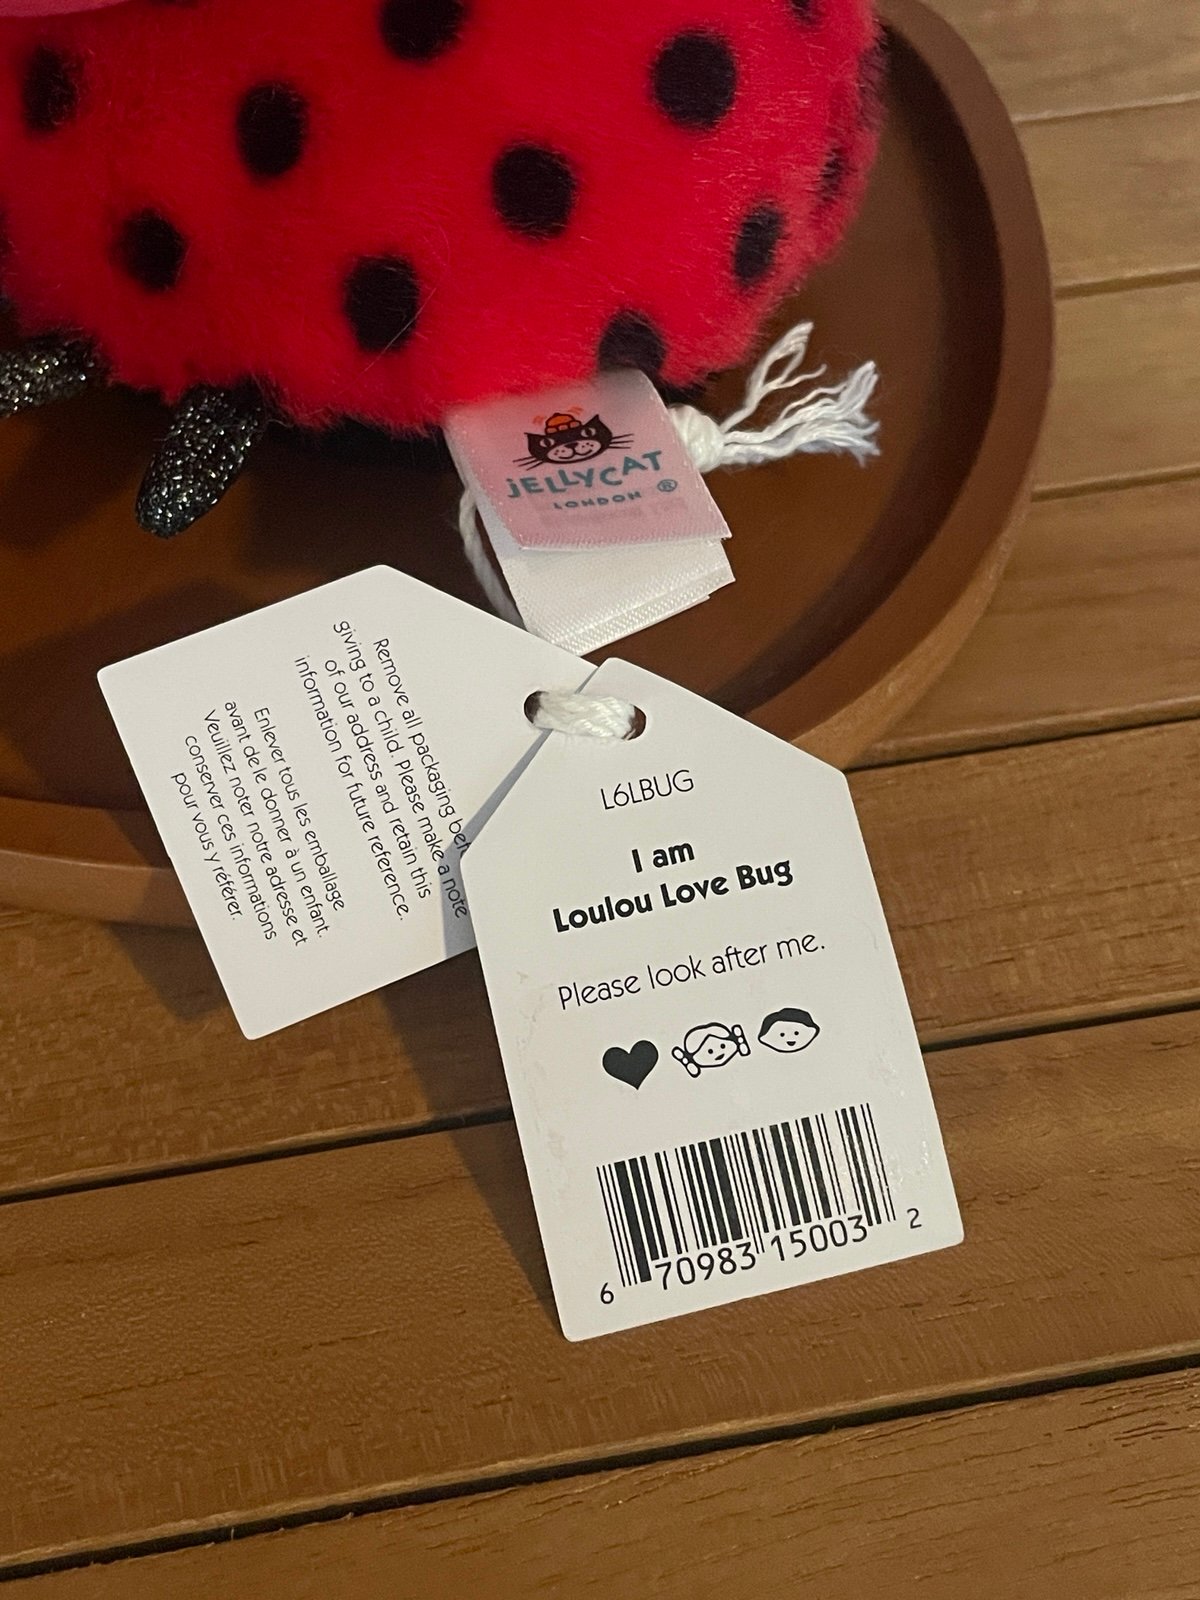 JELLYCAT ®
LONDON
Remove all packaging
giving to a child. Please make a note
of our address and retain this
information for future reference.
Enlever tous les emballage
avant de le donner à un enfant.
Veuillez noter notre adresse et
conserver ces informations
pour vous y référer.
L6LBUG
I am
Loulou Love Bug
Please look after me.
6 70983 15003 2